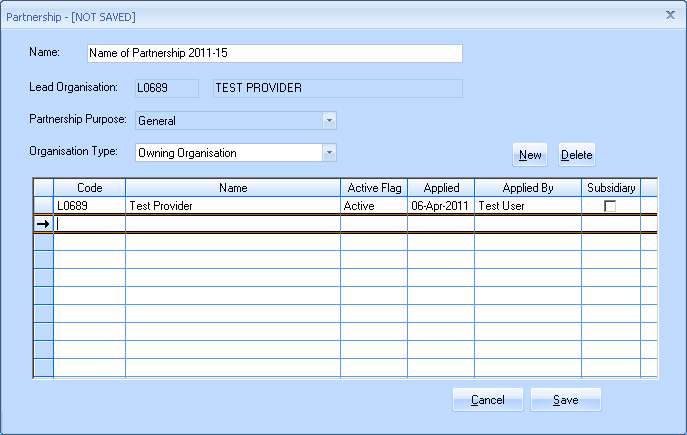 Partnership - [NOT SAVED]
Name: Name of Partnership 2011-15
Lead Organisation: L0689 TEST PROVIDER
Partnership Purpose: General
Organisation Type: Owning Organisation New Delete
Code Name Active Flag Applied Applied By Subsidiary
L0689 Test Provider Active 06-Apr-2011 Test User
Cancel Save